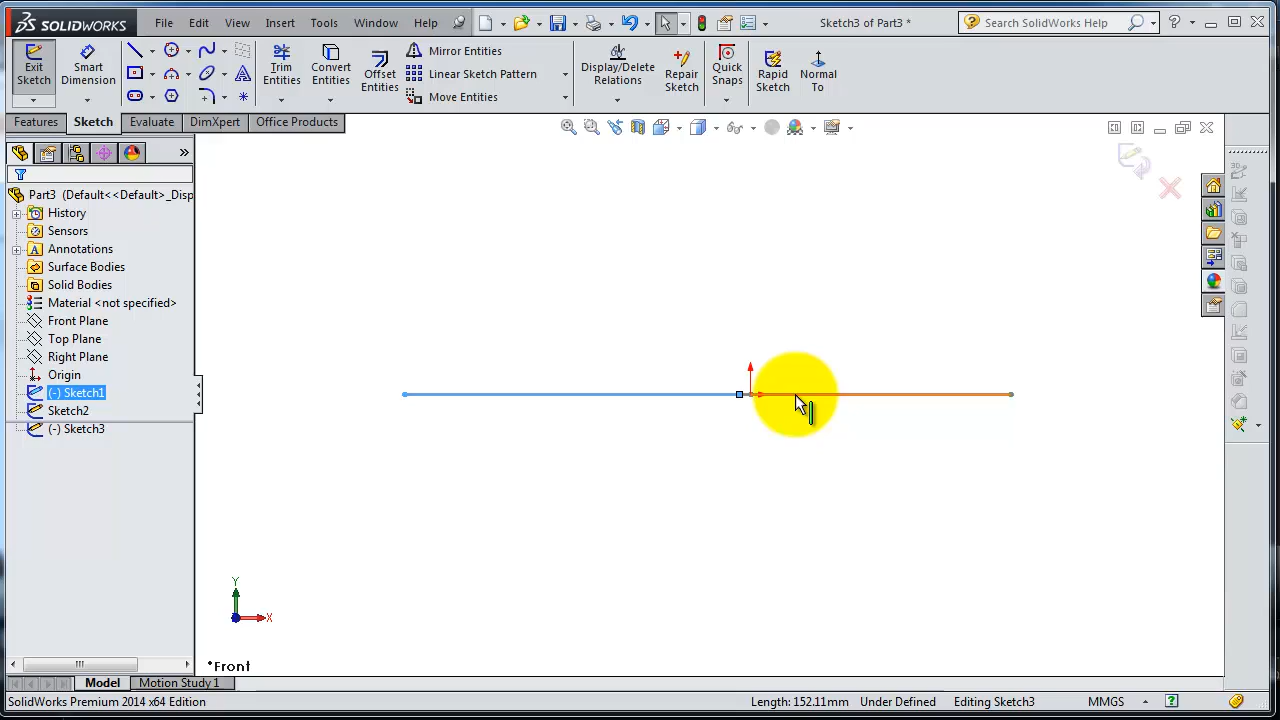 SOLIDWORKS File Edit View Insert Tools Window Help Sketch3 of Part3 * Search SolidWorks Help
Exit Sketch
Smart Dimension
Trim Entities
Convert Entities
Offset Entities
Mirror Entities
Linear Sketch Pattern
Move Entities
Display/Delete Relations
Repair Sketch
Quick Snaps
Rapid Sketch
Normal To
Features Sketch Evaluate DimXpert Office Products
Part3 (Default<<Default>_Disp
History
Sensors
Annotations
Surface Bodies
Solid Bodies
Material <not specified>
Front Plane
Top Plane
Right Plane
Origin
(-) Sketch1
Sketch2
(-) Sketch3
Y
X
*Front
Model Motion Study 1
SolidWorks Premium 2014 x64 Edition Length: 152.11mm Under Defined Editing Sketch3 MMGS